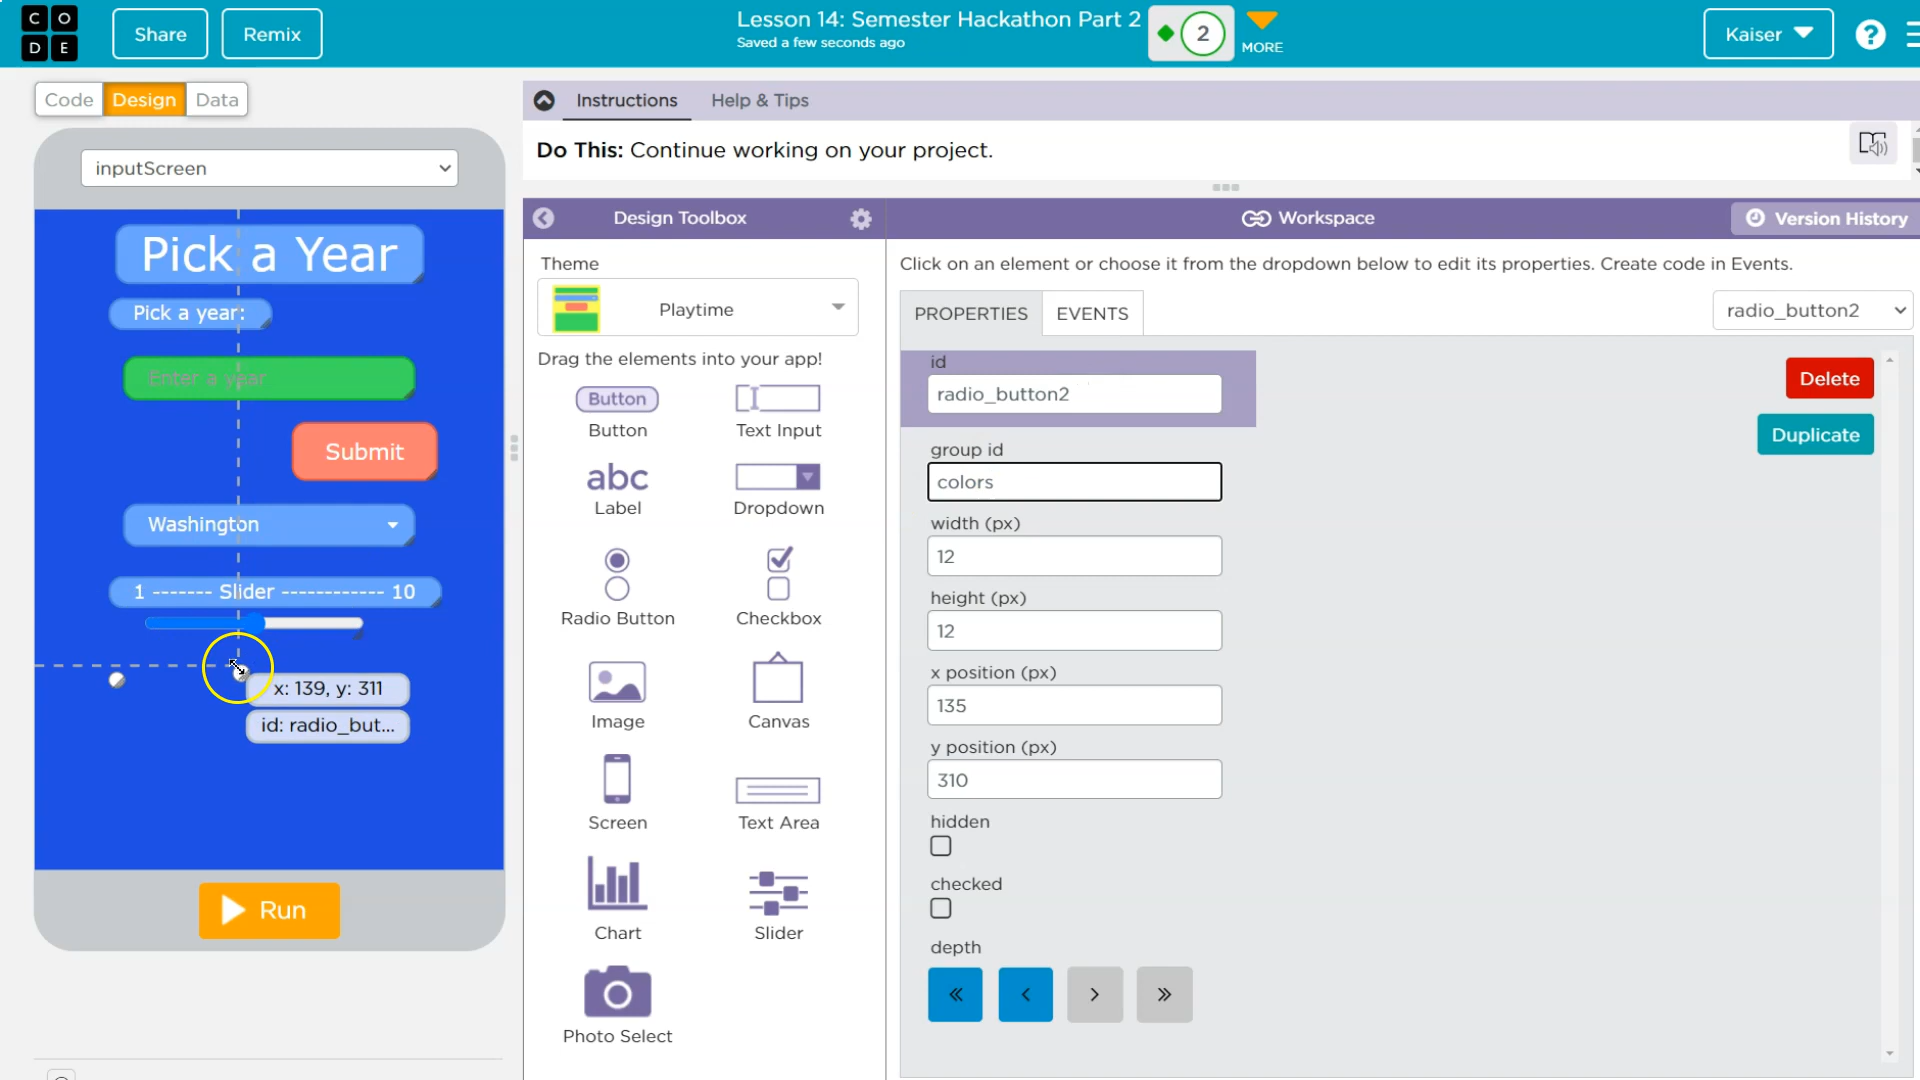 C O
D E
Share
Remix
Lesson 14: Semester Hackathon Part 2
Saved a few seconds ago
2
MORE
Kaiser
?
Code
Design
Data
Instructions
Help & Tips
Do This: Continue working on your project.
inputScreen
Design Toolbox
Workspace
Version History
Pick a Year
Pick a year:
Enter a year
Submit
Washington
1 ------- Slider ------------ 10
x: 139, y: 311
id: radio_but...
Run
Theme
Playtime
Drag the elements into your app!
Button
Button
Text Input
abc
Label
Dropdown
Radio Button
Checkbox
Image
Canvas
Screen
Text Area
Chart
Slider
Photo Select
Click on an element or choose it from the dropdown below to edit its properties. Create code in Events.
PROPERTIES
EVENTS
radio_button2
id
radio_button2
Delete
Duplicate
group id
colors
width (px)
12
height (px)
12
x position (px)
135
y position (px)
310
hidden
checked
depth